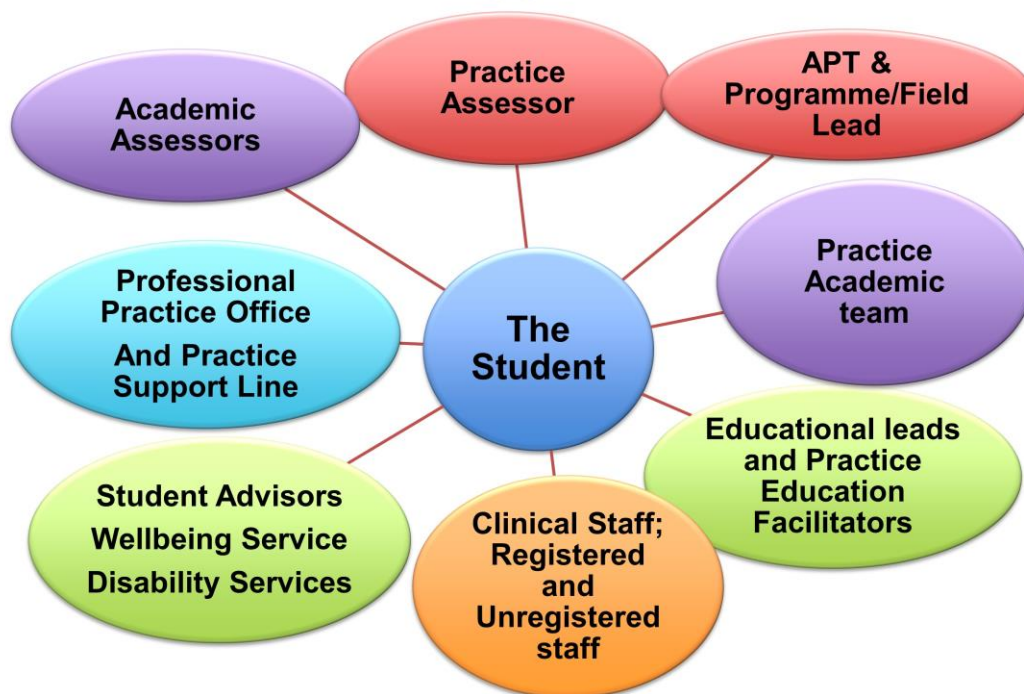 Academic
Assessors
Practice
Assessor
APT &
Programme/Field
Lead
Professional
Practice Office
And Practice
Support Line
The
Student
Practice
Academic
team
Student Advisors
Wellbeing Service
Disability Services
Clinical Staff;
Registered
and
Unregistered
staff
Educational leads
and Practice
Education
Facilitators